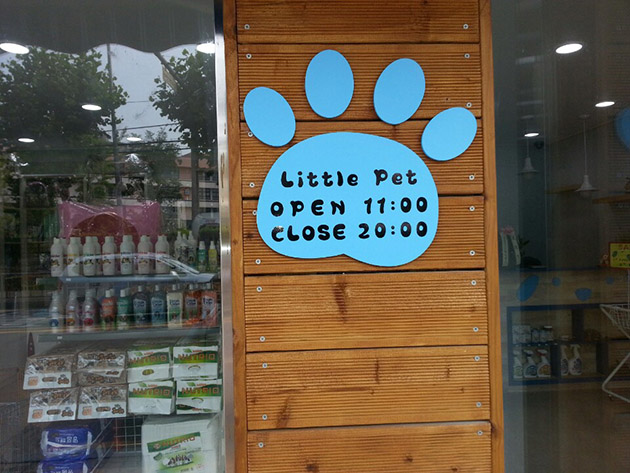 Little Pet
OPEN 11:00
CLOSE 20:00